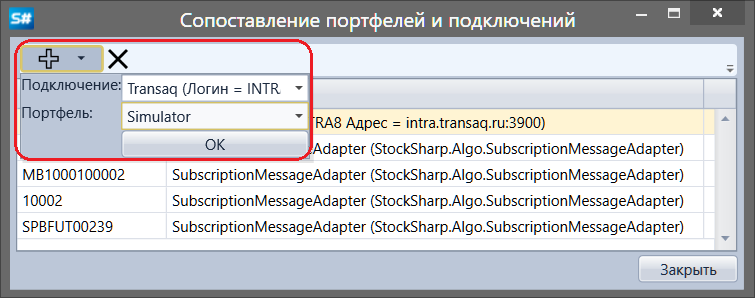 S# Сопоставление портфелей и подключений
Подключение: Transaq (Логин = INTR
TRA8 Адрес = intra.transaq.ru:3900)
Портфель: Simulator
OK
Adapter (StockSharp.Algo.SubscriptionMessageAdapter)
MB1000100002 SubscriptionMessageAdapter (StockSharp.Algo.SubscriptionMessageAdapter)
10002 SubscriptionMessageAdapter (StockSharp.Algo.SubscriptionMessageAdapter)
SPBFUT00239 SubscriptionMessageAdapter (StockSharp.Algo.SubscriptionMessageAdapter)
Закрыть